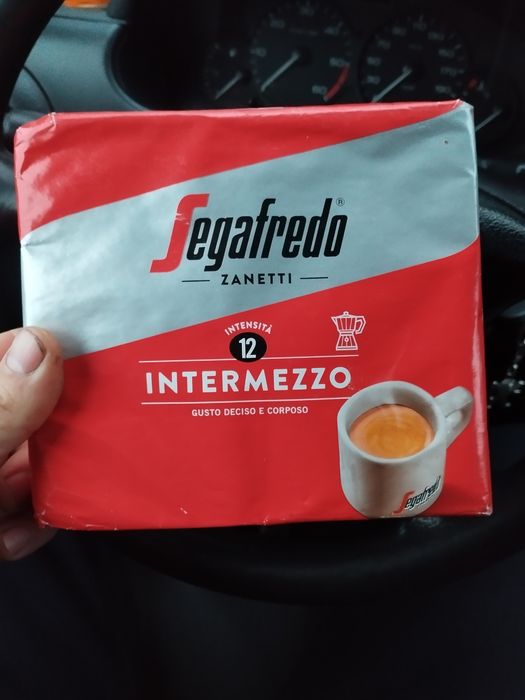 Segafredo®
ZANETTI
INTENSITÀ
12
INTERMEZZO
GUSTO DECISO E CORPOSO
Segafredo